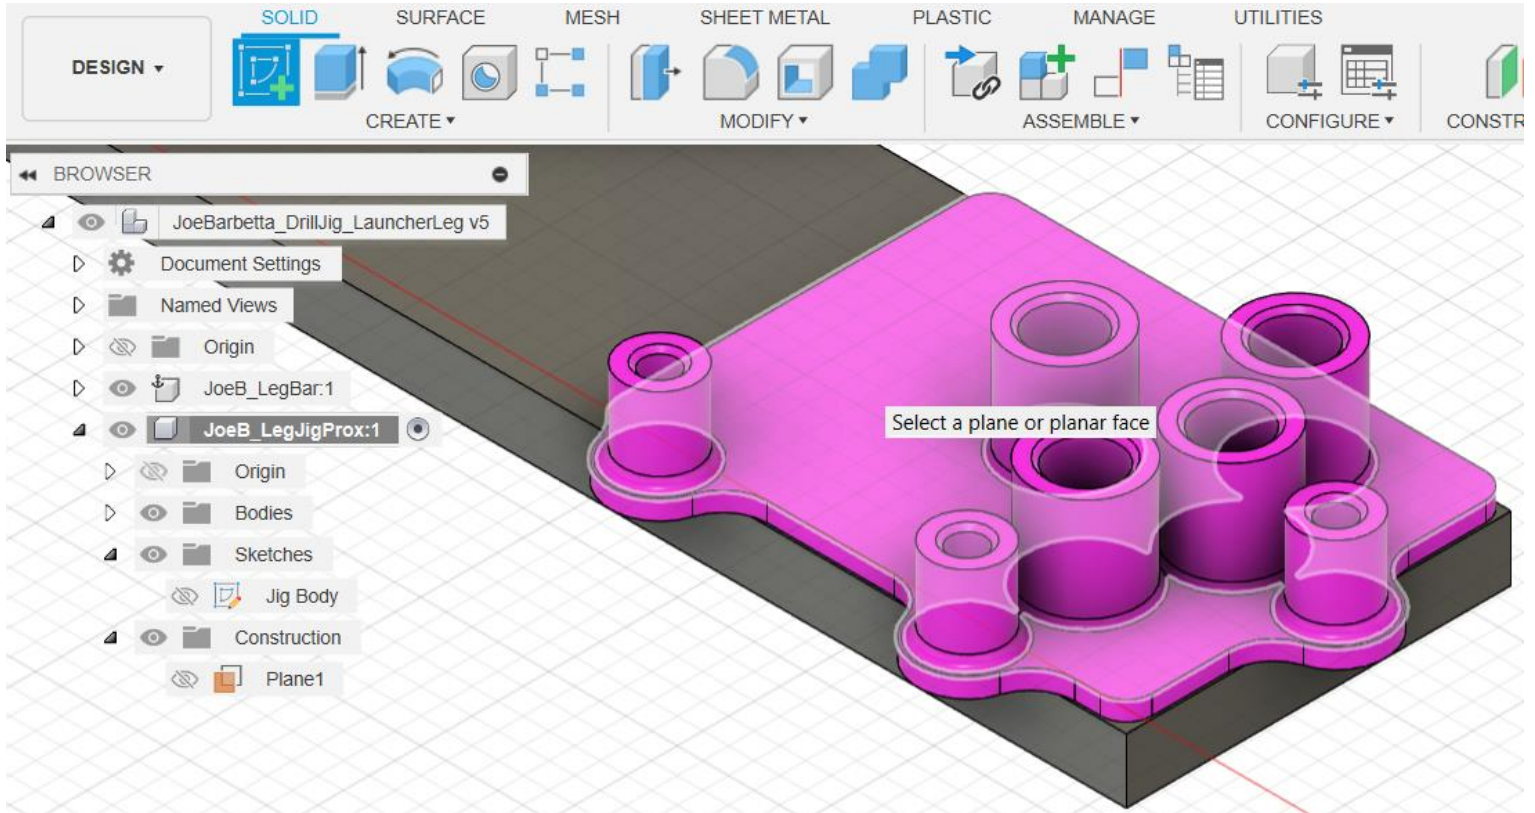 SOLID SURFACE MESH SHEET METAL PLASTIC MANAGE UTILITIES
DESIGN ▾
CREATE ▾ MODIFY ▾ ASSEMBLE ▾ CONFIGURE ▾ CONSTR
BROWSER
JoeBarbetta_DrillJig_LauncherLeg v5
Document Settings
Named Views
Origin
JoeB_LegBar:1
JoeB_LegJigProx:1
Select a plane or planar face
Origin
Bodies
Sketches
Jig Body
Construction
Plane1